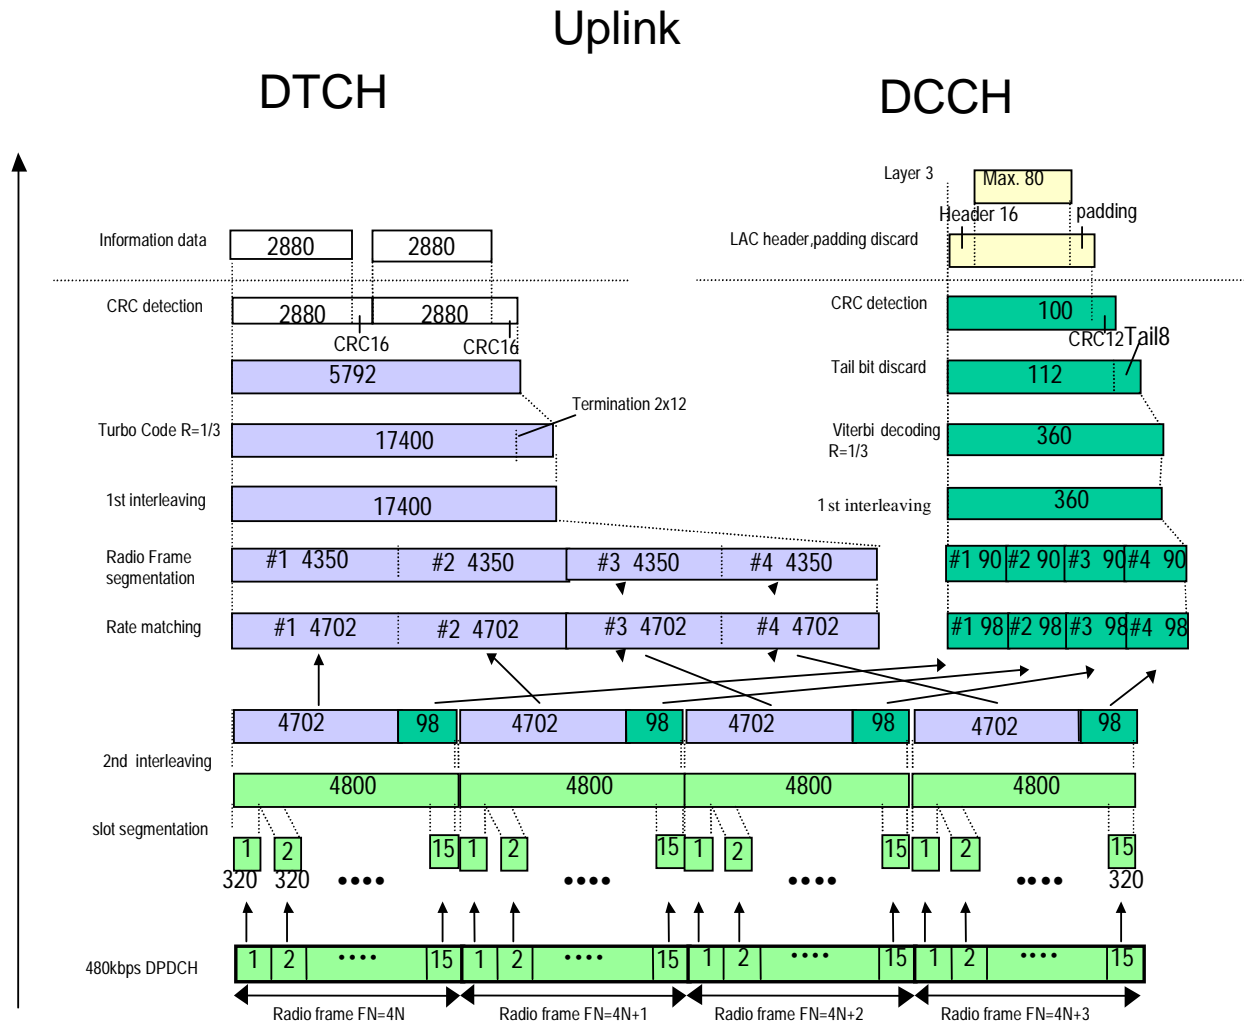 Uplink
DTCH
DCCH
Layer 3
Max. 80
Header 16
padding
Information data
2880
2880
LAC header,padding discard
CRC detection
2880
2880
CRC16
CRC16
CRC detection
100
CRC12
Tail8
5792
Tail bit discard
112
Termination 2x12
Turbo Code R=1/3
17400
Viterbi decoding
R=1/3
360
1st interleaving
17400
1st interleaving
360
Radio Frame
segmentation
#1 4350
#2 4350
#3 4350
#4 4350
#1 90
#2 90
#3 90
#4 90
Rate matching
#1 4702
#2 4702
#3 4702
#4 4702
#1 98
#2 98
#3 98
#4 98
4702
98
4702
98
4702
98
4702
98
2nd interleaving
4800
4800
4800
4800
slot segmentation
1
2
15
1
2
15
1
2
15
1
2
15
320
320
••••
••••
••••
••••
320
480kbps DPDCH
1
2
••••
15
1
2
••••
15
1
2
••••
15
1
2
••••
15
Radio frame FN=4N
Radio frame FN=4N+1
Radio frame FN=4N+2
Radio frame FN=4N+3